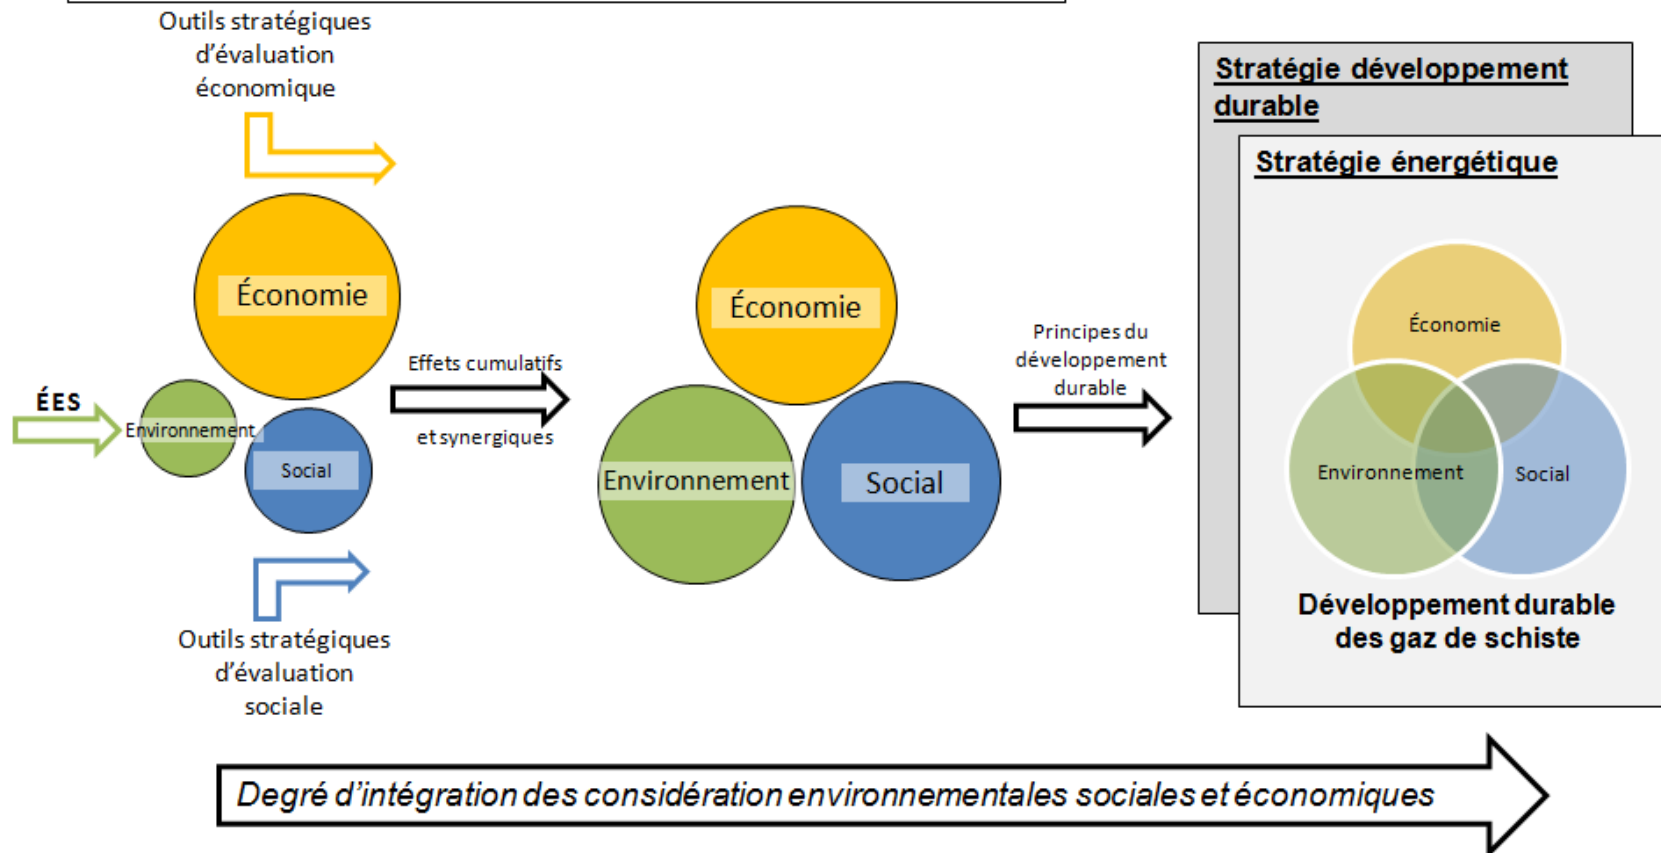 Outils stratégiques
d'évaluation
économique
Économie
ÉES
Environnement
Social
Outils stratégiques
d'évaluation
sociale
Effets cumulatifs
et synergiques
Économie
Environnement
Social
Principes du
développement
durable
Stratégie développement
durable
Stratégie énergétique
Économie
Environnement
Social
Développement durable
des gaz de schiste
Degré d'intégration des considération environnementales sociales et économiques